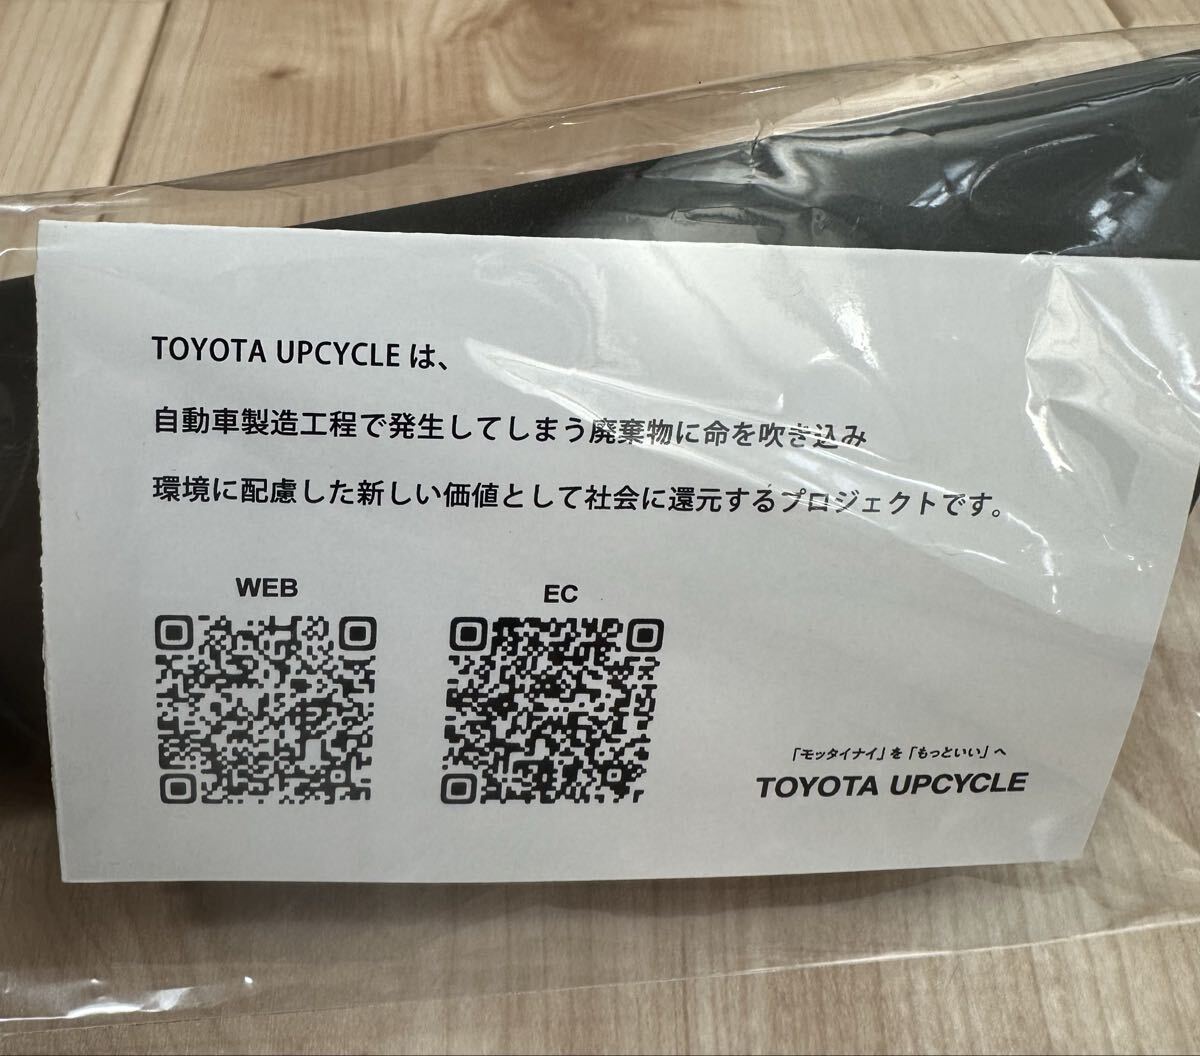 TOYOTA UPCYCLE は、
自動車製造工程で発生してしまう廃棄物に命を吹き込み
環境に配慮した新しい価値として社会に還元するプロジェクトです。
WEB
EC
「モッタイナイ」を「もっといい」へ
TOYOTA UPCYCLE